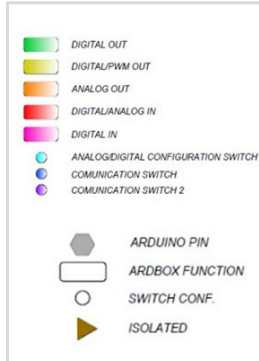 DIGITAL OUT
DIGITAL/PWM OUT
ANALOG OUT
DIGITAL/ANALOG IN
DIGITAL IN
ANALOG/DIGITAL CONFIGURATION SWITCH
COMUNICATION SWITCH
COMUNICATION SWITCH 2
ARDUINO PIN
ARDBOX FUNCTION
SWITCH CONF.
ISOLATED